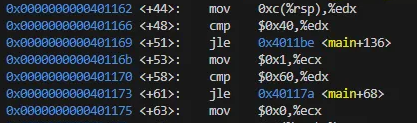 0x0000000000401162 <+44>: mov 0xc(%rsp),%edx
0x0000000000401166 <+48>: cmp $0x40,%edx
0x0000000000401169 <+51>: jle 0x4011be <main+136>
0x000000000040116b <+53>: mov $0x1,%ecx
0x0000000000401170 <+58>: cmp $0x60,%edx
0x0000000000401173 <+61>: jle 0x40117a <main+68>
0x0000000000401175 <+63>: mov $0x0,%ecx